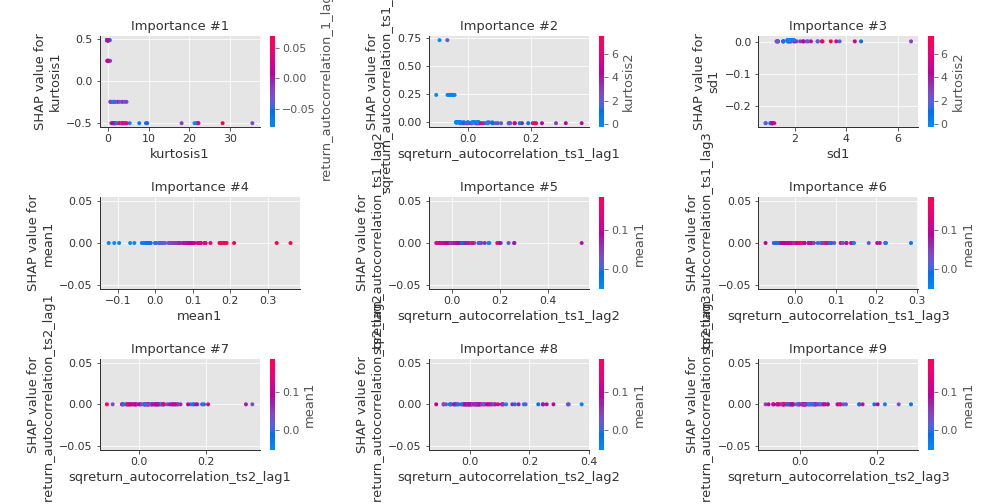 Importance #1
SHAP value for
kurtosis1
0.5
0.0
−0.5
0
10
20
30
kurtosis1
0.05
0.00
−0.05
return_autocorrelation_1_lag
Importance #2
SHAP value for
sqreturn_autocorrelation_ts1_lag1
0.75
0.50
0.25
0.00
0.0
0.2
sqreturn_autocorrelation_ts1_lag1
6
4
2
0
kurtosis2
Importance #3
SHAP value for
sd1
0.0
−0.1
−0.2
2
4
6
sd1
6
4
2
0
kurtosis2
Importance #4
SHAP value for
mean1
0.05
0.00
−0.05
−0.1
0.0
0.1
0.2
0.3
mean1
Importance #5
SHAP value for
sqreturn_autocorrelation_ts1_lag2
0.05
0.00
−0.05
0.0
0.2
0.4
sqreturn_autocorrelation_ts1_lag2
0.1
0.0
mean1
Importance #6
SHAP value for
sqreturn_autocorrelation_ts1_lag3
0.05
0.00
−0.05
0.0
0.1
0.2
0.3
sqreturn_autocorrelation_ts1_lag3
0.1
0.0
mean1
Importance #7
SHAP value for
sqreturn_autocorrelation_ts2_lag1
0.05
0.00
−0.05
0.0
0.2
sqreturn_autocorrelation_ts2_lag1
0.1
0.0
mean1
Importance #8
SHAP value for
sqreturn_autocorrelation_ts2_lag2
0.05
0.00
−0.05
0.0
0.2
0.4
sqreturn_autocorrelation_ts2_lag2
0.1
0.0
mean1
Importance #9
SHAP value for
sqreturn_autocorrelation_ts2_lag3
0.05
0.00
−0.05
0.0
0.2
sqreturn_autocorrelation_ts2_lag3
0.1
0.0
mean1